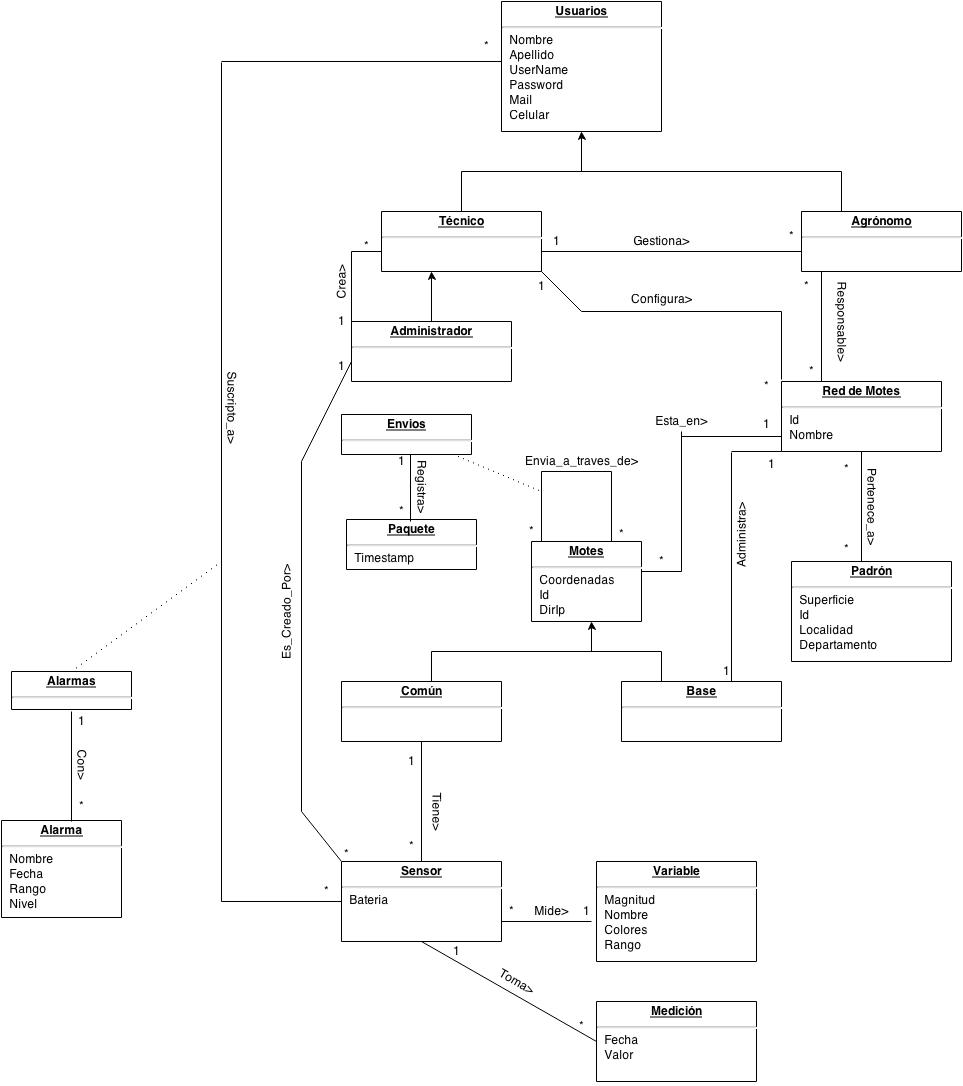 Usuarios
*
Nombre
Apellido
UserName
Password
Mail
Celular
Técnico
Agrónomo
*
1
Gestiona>
*
Crea>
1
*
Responsable>
Configura>
1
Administrador
1
*
*
Red de Motes
Suscripto_a>
Id
Nombre
Envios
Esta_en>
1
1
Registra>
*
Envia_a_traves_de>
1
*
Pertenece_a>
*
Paquete
Timestamp
*
*
Motes
*
Administra>
Coordenadas
Id
DirIp
Padrón
Superficie
Id
Localidad
Departamento
Es_Creado_Por>
1
Alarmas
Común
Base
1
Con>
*
1
Tiene>
*
Alarma
Nombre
Fecha
Rango
Nivel
*
*
Sensor
Bateria
Variable
Magnitud
Nombre
Colores
Rango
*
Mide>
1
1
Toma>
*
Medición
Fecha
Valor